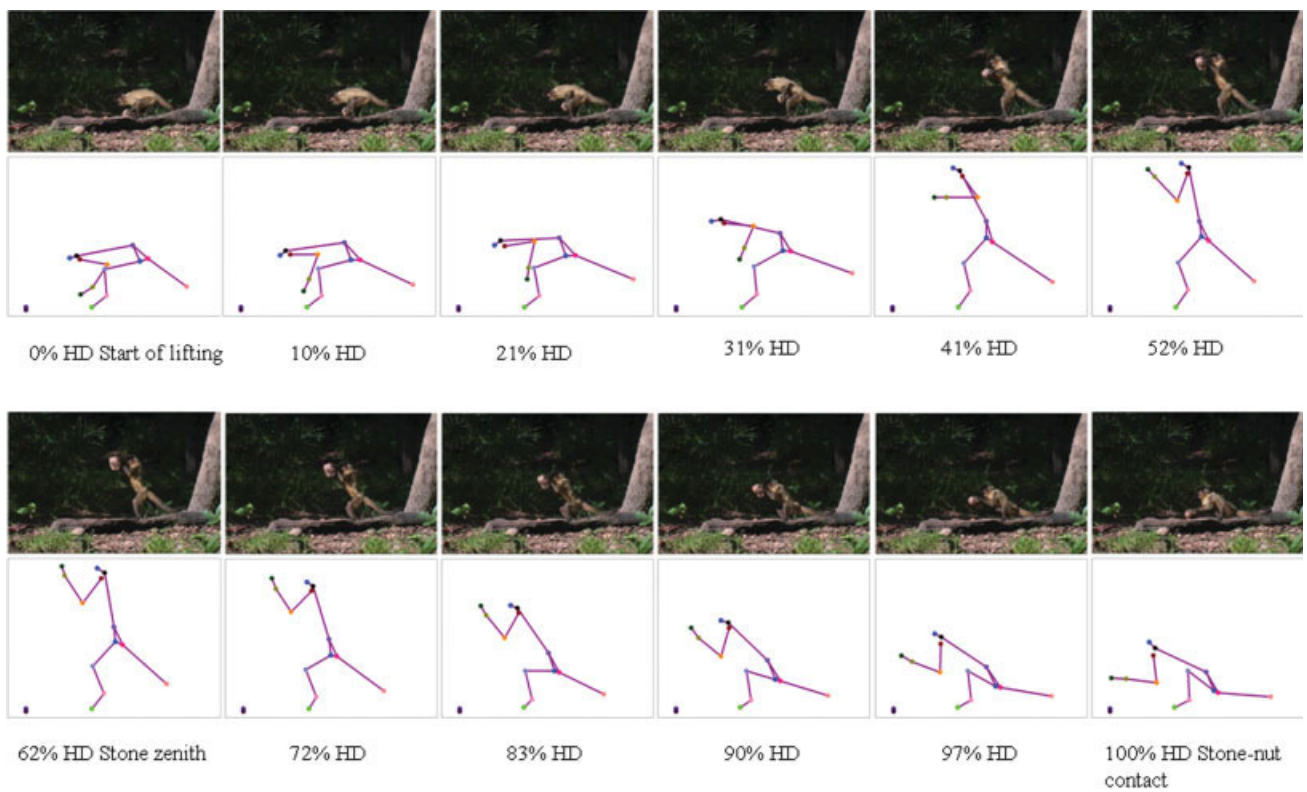 0% HD Start of lifting
10% HD
21% HD
31% HD
41% HD
52% HD
62% HD Stone zenith
72% HD
83% HD
90% HD
97% HD
100% HD Stone-nut
contact